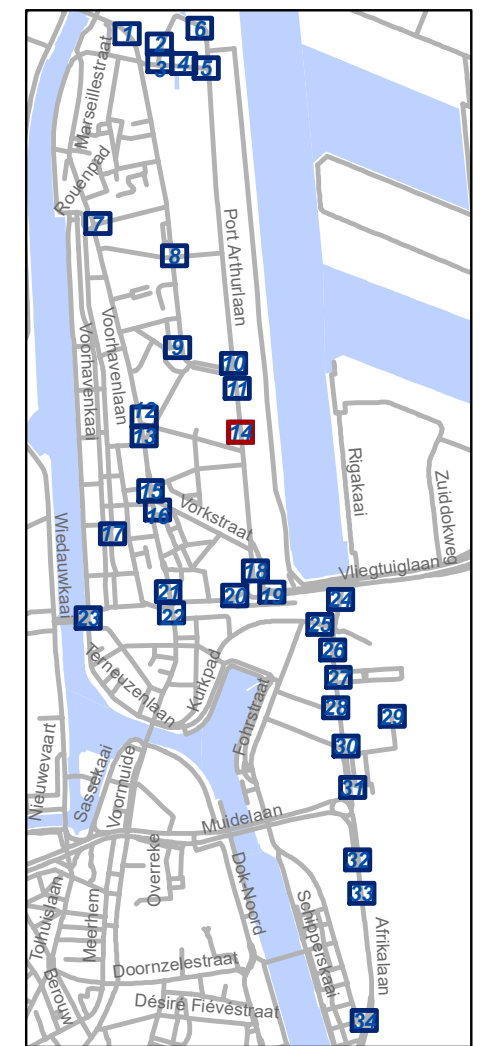 1
2
6
3
4
5
Marseillestraat
Rouenpad
7
8
Port Arthurlaan
9
10
11
Voorhavenkaai
Voorhavenlaan
12
13
14
15
16
17
Vorkstraat
Rigakaai
Zuiddokweg
Wiedauwkaai
Vliegtuiglaan
18
19
20
21
22
23
24
25
26
27
28
29
30
31
Terneuzenlaan
Kurkpad
Fohrstraat
Nieuwevaart
Sassekaai
Voormuide
Muidelaan
Overreke
Dok-Noord
32
33
Tolhuislaan
Meerhem
Schipperskaai
Afrikalaan
Berouw
Doornzelestraat
Désiré Fiévéstraat
34